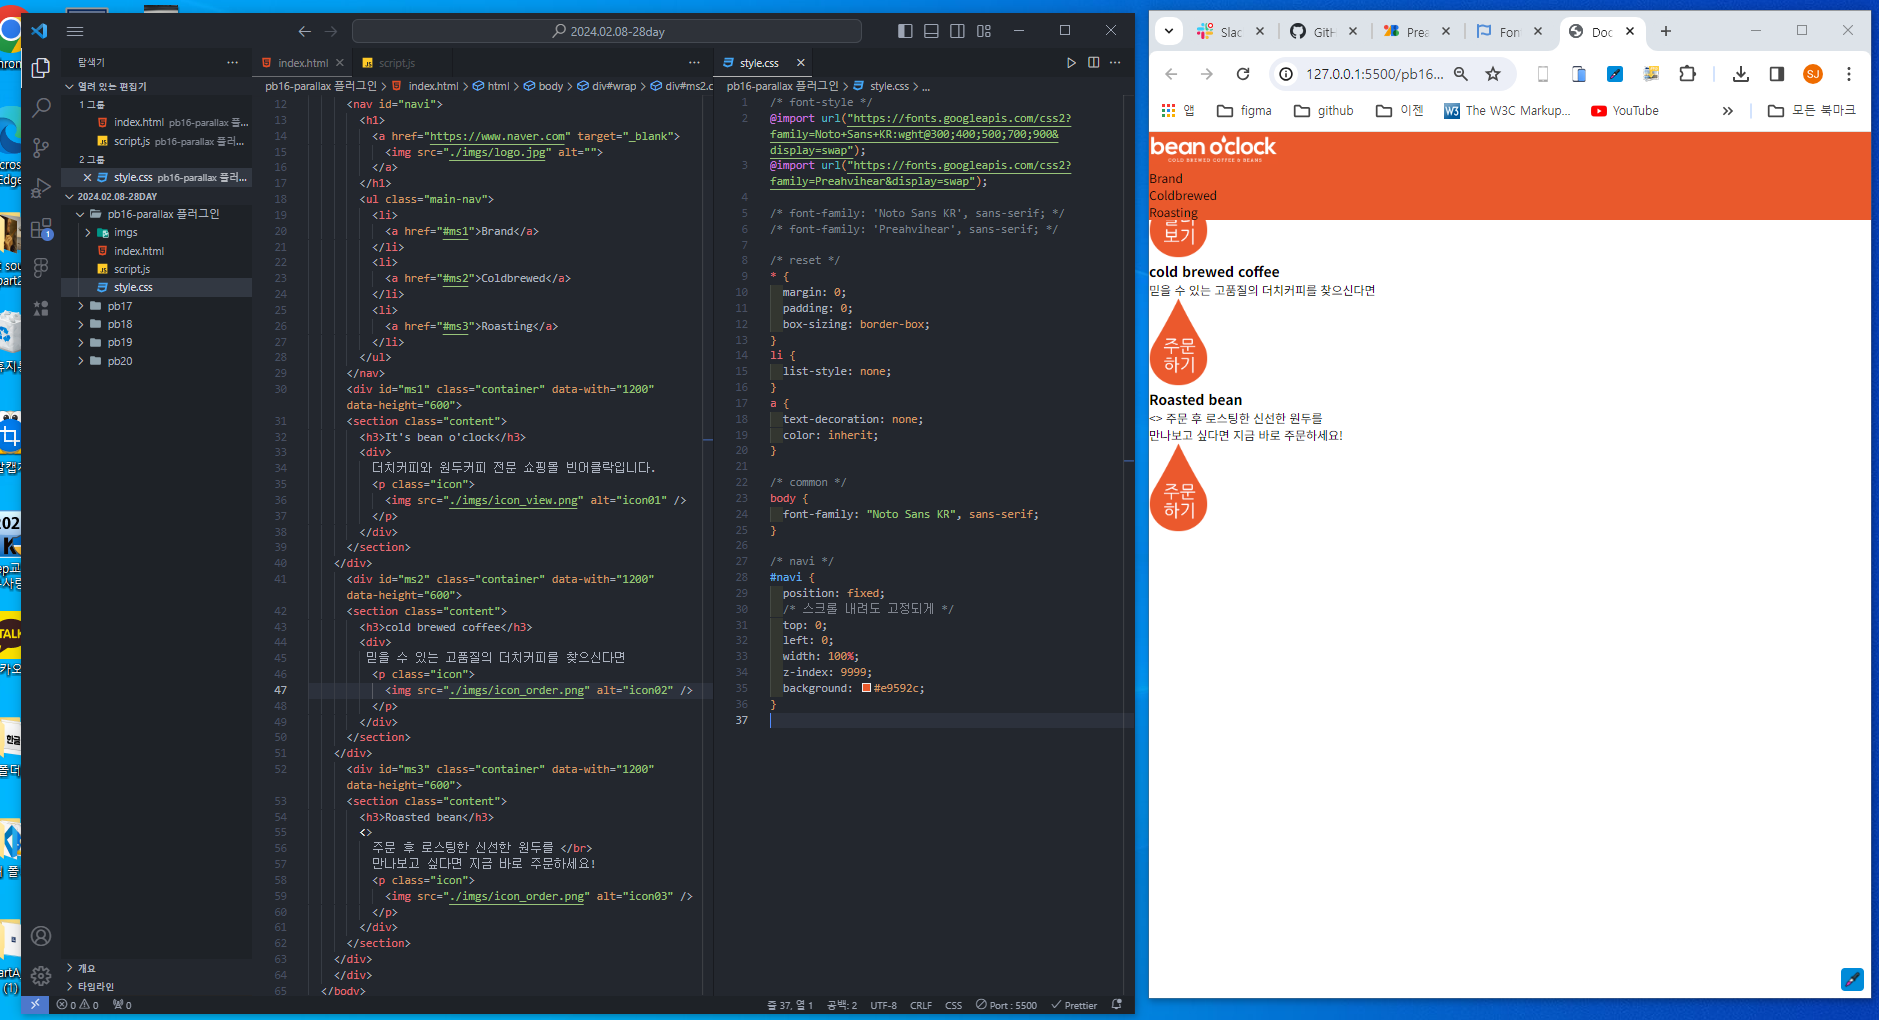 2024.02.08-28day
탐색기
열려 있는 편집기
1 그룹
index.html pb16-parallax 플...
script.js pb16-parallax 플러...
2 그룹
style.css pb16-parallax 플러...
2024.02.08-28DAY
pb16-parallax 플러그인
imgs
index.html
script.js
style.css
pb17
pb18
pb19
pb20
개요
타임라인
index.html
script.js
pb16-parallax 플러그인 > index.html > html > body > div#wrap > div#ms2.c
12 <nav id="navi">
13 <h1>
14 <a href="https://www.naver.com" target="_blank">
15 <img src="./imgs/logo.jpg" alt="">
16 </a>
17 </h1>
18 <ul class="main-nav">
19 <li>
20 <a href="#ms1">Brand</a>
21 </li>
22 <li>
23 <a href="#ms2">Coldbrewed</a>
24 </li>
25 <li>
26 <a href="#ms3">Roasting</a>
27 </li>
28 </ul>
29 </nav>
30 <div id="ms1" class="container" data-with="1200"
data-height="600">
31 <section class="content">
32 <h3>It's bean o'clock</h3>
33 <div>
34 더치커피와 원두커피 전문 쇼핑몰 빈어클락입니다.
35 <p class="icon">
36 <img src="./imgs/icon_view.png" alt="icon01" />
37 </p>
38 </div>
39 </section>
40 </div>
41 <div id="ms2" class="container" data-with="1200"
data-height="600">
42 <section class="content">
43 <h3>cold brewed coffee</h3>
44 <div>
45 믿을 수 있는 고품질의 더치커피를 찾으신다면
46 <p class="icon">
47 <img src="./imgs/icon_order.png" alt="icon02" />
48 </p>
49 </div>
50 </section>
51 </div>
52 <div id="ms3" class="container" data-with="1200"
data-height="600">
53 <section class="content">
54 <h3>Roasted bean</h3>
55 <>
56 주문 후 로스팅한 신선한 원두를 </br>
57 만나보고 싶다면 지금 바로 주문하세요!
58 <p class="icon">
59 <img src="./imgs/icon_order.png" alt="icon03" />
60 </p>
61 </div>
62 </section>
63 </div>
64 </div>
65 </body>
style.css
pb16-parallax 플러그인 > style.css > ...
1 /* font-style */
2 @import url("https://fonts.googleapis.com/css2?
family=Noto+Sans+KR:wght@300;400;500;700;900&
display=swap");
3 @import url("https://fonts.googleapis.com/css2?
family=Preahvihear&display=swap");
4
5 /* font-family: 'Noto Sans KR', sans-serif; */
6 /* font-family: 'Preahvihear', sans-serif; */
7
8 /* reset */
9 * {
10 margin: 0;
11 padding: 0;
12 box-sizing: border-box;
13 }
14 li {
15 list-style: none;
16 }
17 a {
18 text-decoration: none;
19 color: inherit;
20 }
21
22 /* common */
23 body {
24 font-family: "Noto Sans KR", sans-serif;
25 }
26
27 /* navi */
28 #navi {
29 position: fixed;
30 /* 스크롤 내려도 고정되게 */
31 top: 0;
32 left: 0;
33 width: 100%;
34 z-index: 9999;
35 background: #e9592c;
36 }
37
0 0 0
줄 37, 열 1 공백: 2 UTF-8 CRLF CSS Port : 5500 Prettier
Slac
GitH
Prea
Fon
Doc
127.0.0.1:5500/pb16...
SJ
앱
figma
github
이젠
The W3C Markup...
YouTube
모든 북마크
bean o'clock
COLD BREWED COFFEE & BEANS
Brand
Coldbrewed
Roasting
보기
cold brewed coffee
믿을 수 있는 고품질의 더치커피를 찾으신다면
주문
하기
Roasted bean
<> 주문 후 로스팅한 신선한 원두를
만나보고 싶다면 지금 바로 주문하세요!
주문
하기